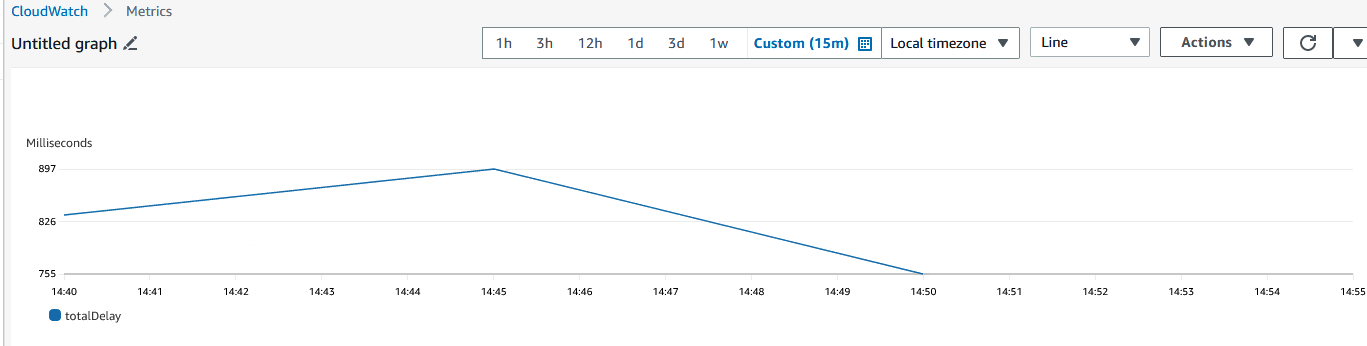 CloudWatch > Metrics
Untitled graph
1h 3h 12h 1d 3d 1w Custom (15m) Local timezone Line Actions
Milliseconds
897
826
755
14:40 14:41 14:42 14:43 14:44 14:45 14:46 14:47 14:48 14:49 14:50 14:51 14:52 14:53 14:54 14:55
totalDelay